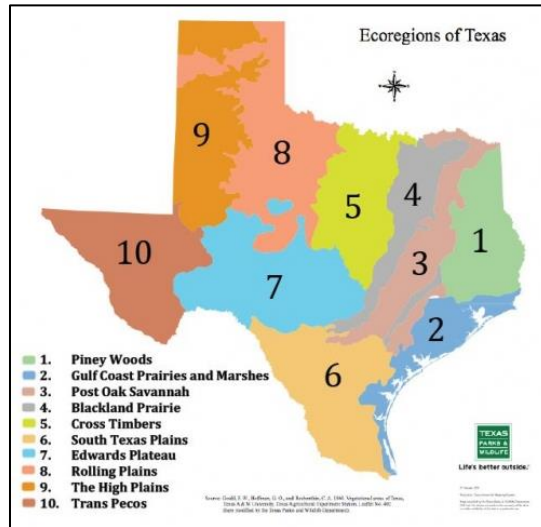 Ecoregions of Texas
9
8
5
4
1
3
10
7
2
6
1. Piney Woods
2. Gulf Coast Prairies and Marshes
3. Post Oak Savannah
4. Blackland Prairie
5. Cross Timbers
6. South Texas Plains
7. Edwards Plateau
8. Rolling Plains
9. The High Plains
10. Trans Pecos
TEXAS
PARKS &
WILDLIFE
Life's better outside.